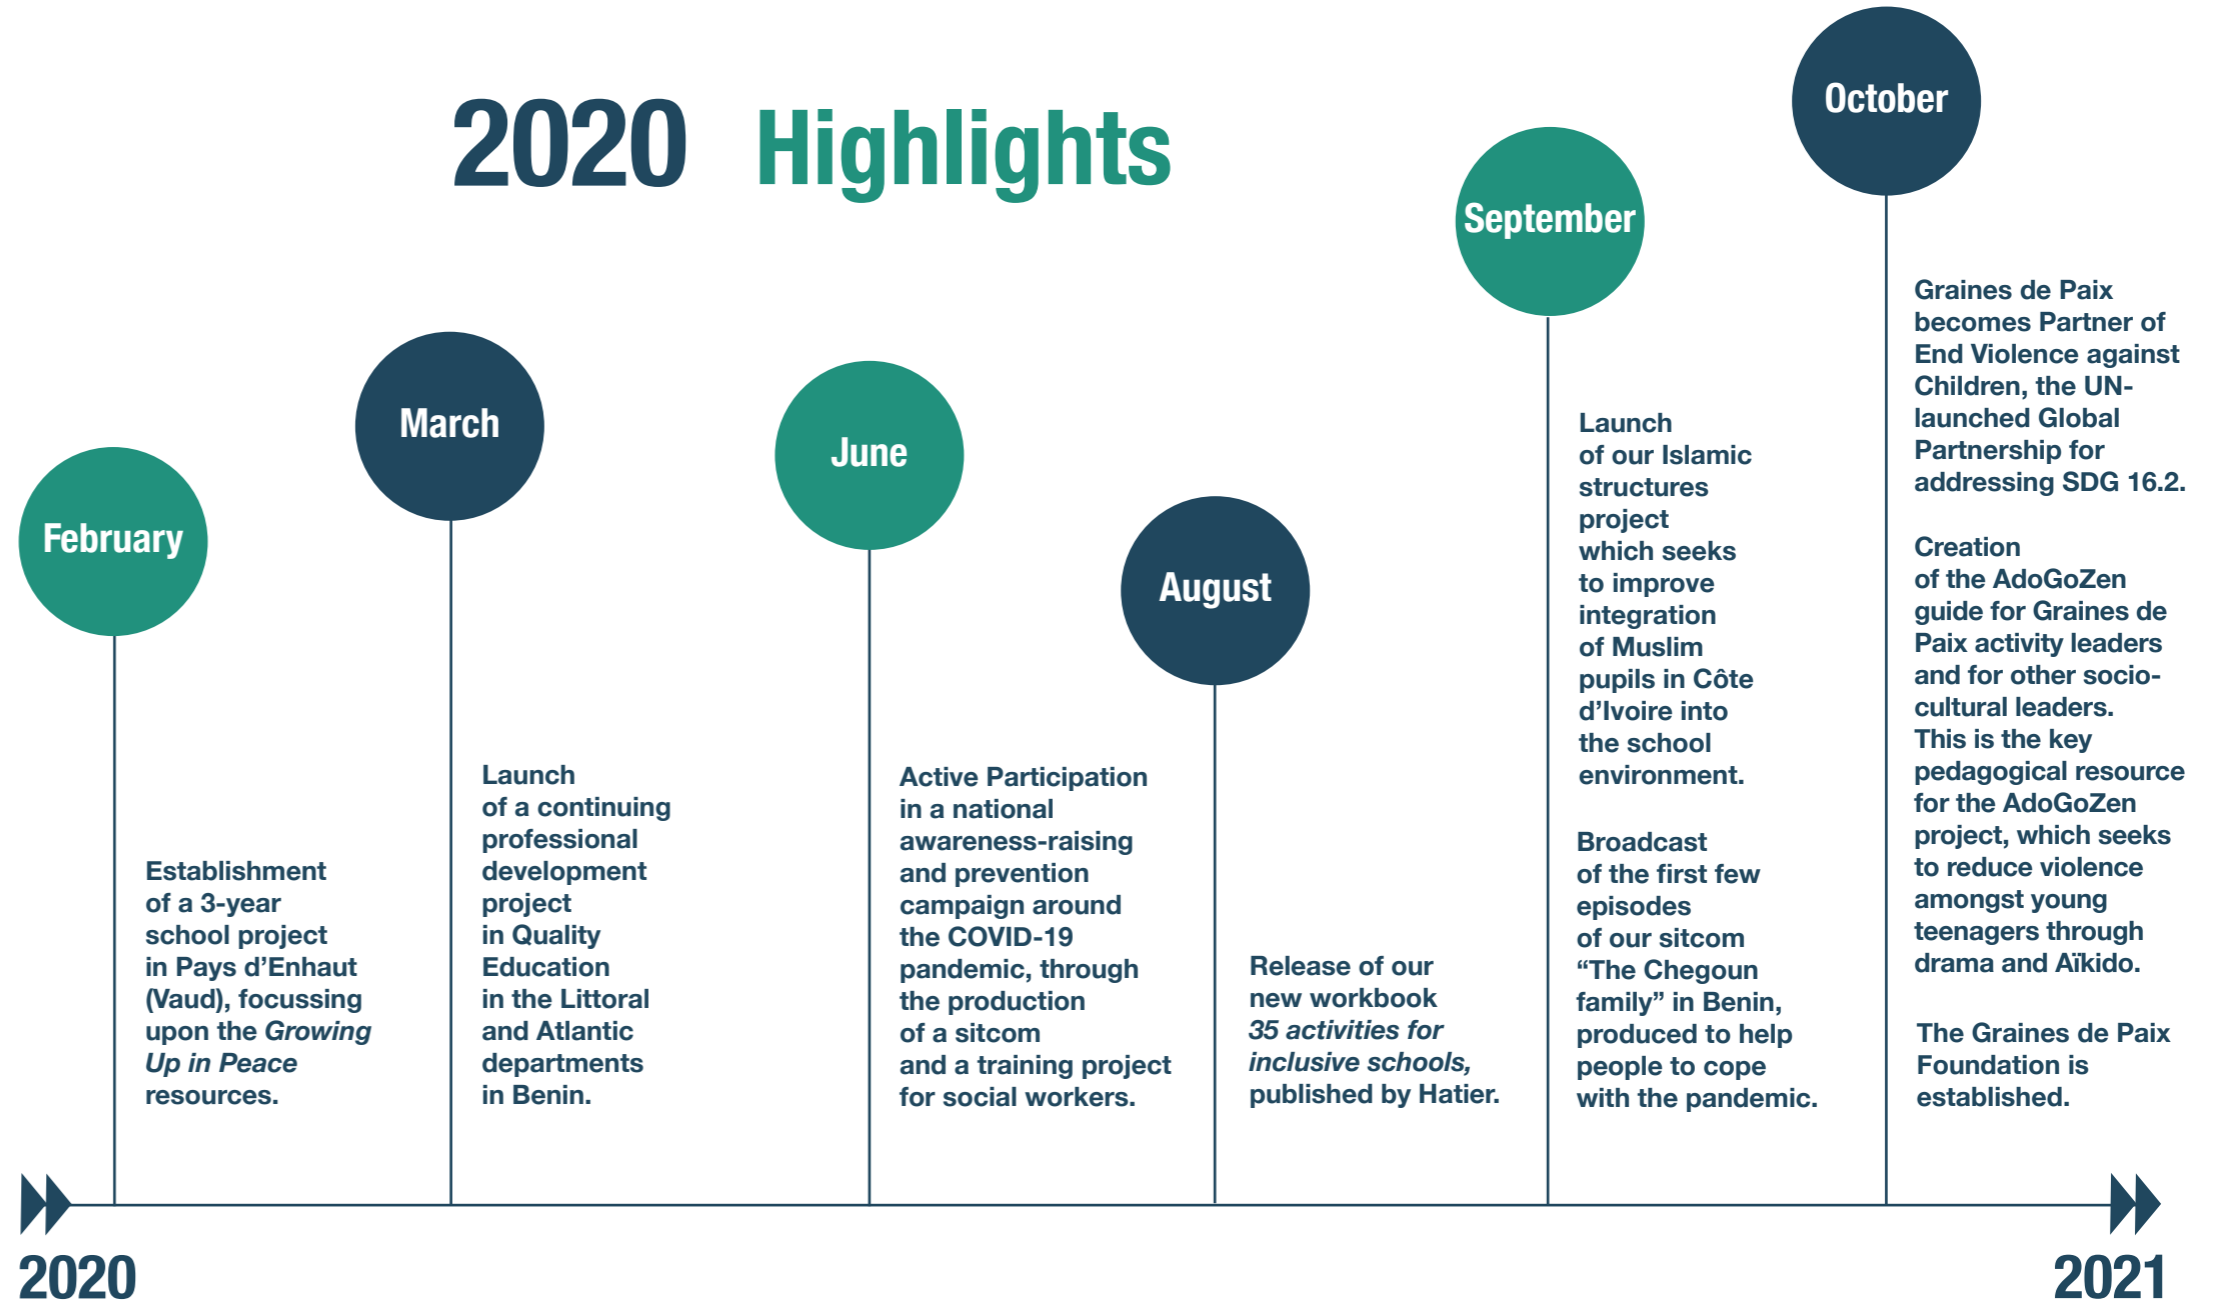 2020 Highlights
February
Establishment
of a 3-year
school project
in Pays d’Enhaut
(Vaud), focussing
upon the Growing
Up in Peace
resources.
March
Launch
of a continuing
professional
development
project
in Quality
Education
in the Littoral
and Atlantic
departments
in Benin.
June
Active Participation
in a national
awareness-raising
and prevention
campaign around
the COVID-19
pandemic, through
the production
of a sitcom
and a training project
for social workers.
August
Release of our
new workbook
35 activities for
inclusive schools,
published by Hatier.
September
Launch
of our Islamic
structures
project
which seeks
to improve
integration
of Muslim
pupils in Côte
d’Ivoire into
the school
environment.
Broadcast
of the first few
episodes
of our sitcom
“The Chegoun
family” in Benin,
produced to help
people to cope
with the pandemic.
October
Graines de Paix
becomes Partner of
End Violence against
Children, the UN-
launched Global
Partnership for
addressing SDG 16.2.
Creation
of the AdoGoZen
guide for Graines de
Paix activity leaders
and for other socio-
cultural leaders.
This is the key
pedagogical resource
for the AdoGoZen
project, which seeks
to reduce violence
amongst young
teenagers through
drama and Aïkido.
The Graines de Paix
Foundation is
established.
2020
2021